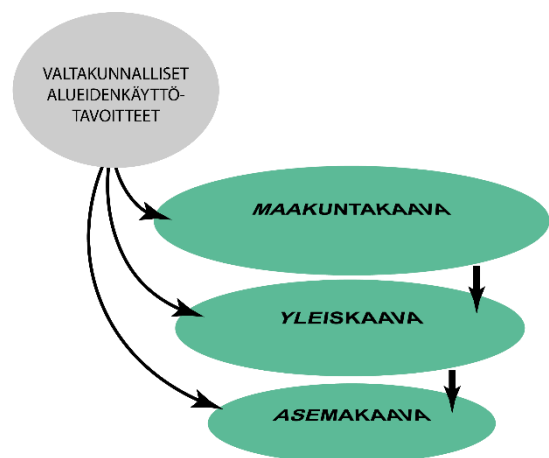 VALTAKUNNALLISET
ALUEIDENKÄYTTÖ-
TAVOITTEET
MAAKUNTAKAAVA
YLEISKAAVA
ASEMAKAAVA